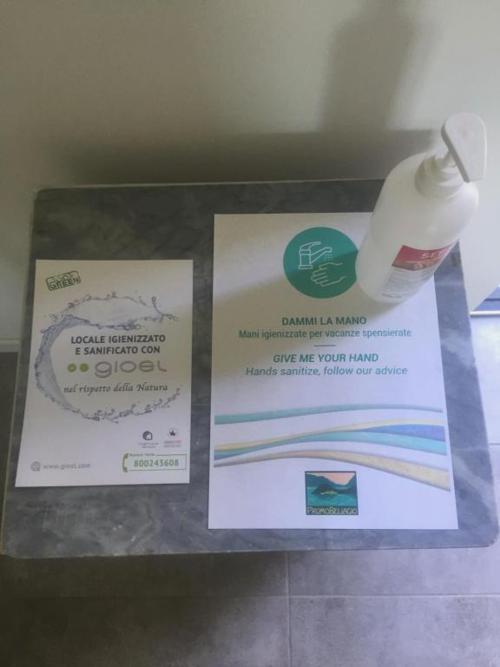 GREEN
LOCALE IGIENIZZATO
E SANIFICATO CON
gioel
nel rispetto della Natura
www.gioel.com
800243608
DAMMI LA MANO
Mani igienizzate per vacanze spensierate
GIVE ME YOUR HAND
Hands sanitize, follow our advice
PROMOBELLAGIO